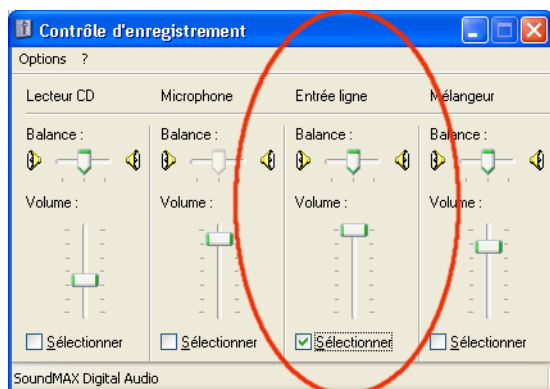 Contrôle d'enregistrement
Options ?
Lecteur CD Microphone Entrée ligne Mélangeur
Balance : Balance : Balance : Balance :
Volume : Volume : Volume : Volume :
Sélectionner Sélectionner Sélectionner Sélectionner
SoundMAX Digital Audio